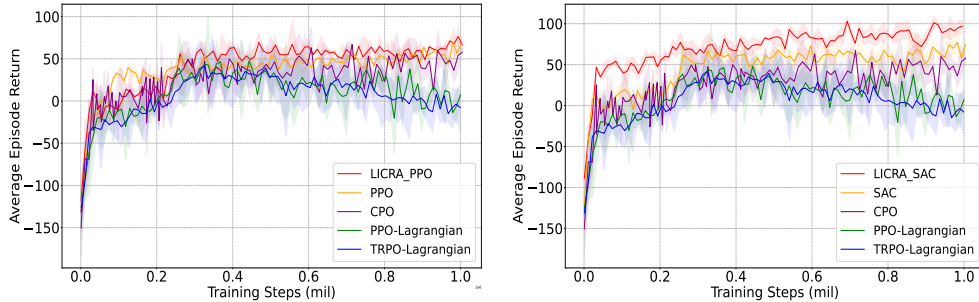 Average Episode Return
100
50
0
−50
−100
−150
0.0
0.2
0.4
0.6
0.8
1.0
Training Steps (mil)
LICRA_PPO
PPO
CPO
PPO-Lagrangian
TRPO-Lagrangian
Average Episode Return
100
50
0
−50
−100
−150
0.0
0.2
0.4
0.6
0.8
1.0
Training Steps (mil)
LICRA_SAC
SAC
CPO
PPO-Lagrangian
TRPO-Lagrangian